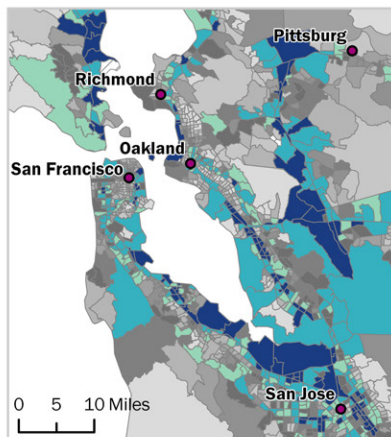 Pittsburg
Richmond
Oakland
San Francisco
San Jose
0 5 10 Miles